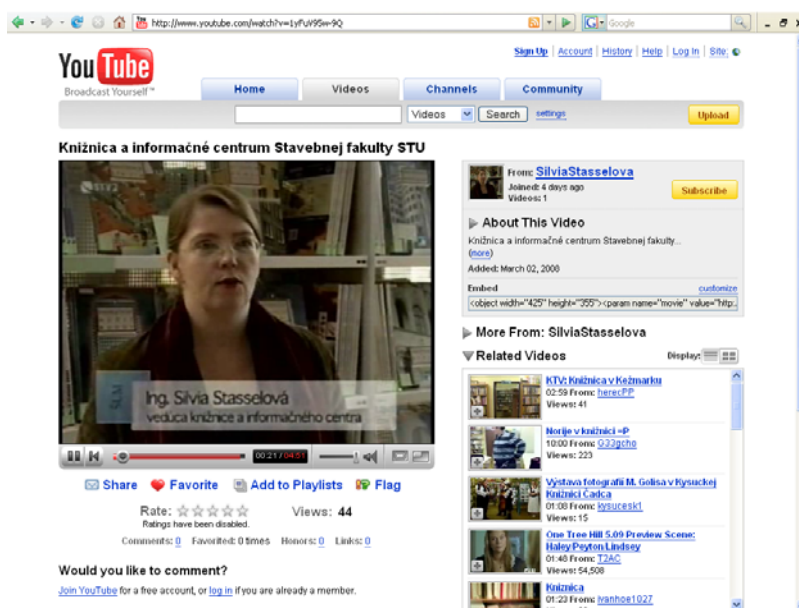 http://www.youtube.com/watch?v=1yFuV95w-9Q
Google
You Tube
Broadcast Yourself™
Sign Up | Account | History | Help | Log In | Site:
Home
Videos
Channels
Community
Videos
Search
settings
Upload
Knižnica a informačné centrum Stavebnej fakulty STU
Ing. Silvia Stasselová
vedúca knižnice a informačného centra
00:21 / 04:51
Share
Favorite
Add to Playlists
Flag
Rate:
Views: 44
Ratings have been disabled.
Comments: 0 Favorited: 0 times Honors: 0 Links: 0
Would you like to comment?
Join YouTube for a free account, or log in if you are already a member.
From: SilviaStasselova
Joined: 4 days ago
Videos: 1
Subscribe
About This Video
Knižnica a informačné centrum Stavebnej fakulty...
(more)
Added: March 02, 2008
Embed
customize
<object width="425" height="355"><param name="movie" value="http:
More From: SilviaStasselova
Related Videos
Display:
KTV: Knižnica v Kežmarku
02:59 From: herecPP
Views: 41
Norije v knižnici =P
10:00 From: G33gcho
Views: 223
Výstava fotografií M. Golisa v Kysuckej
Knižnici Čadca
01:08 From: kysucesk1
Views: 15
One Tree Hill 5.09 Preview Scene:
Haley Peyton Lindsey
01:48 From: T2AC
Views: 54,508
Kniznica
01:23 From: ivanhoe1027